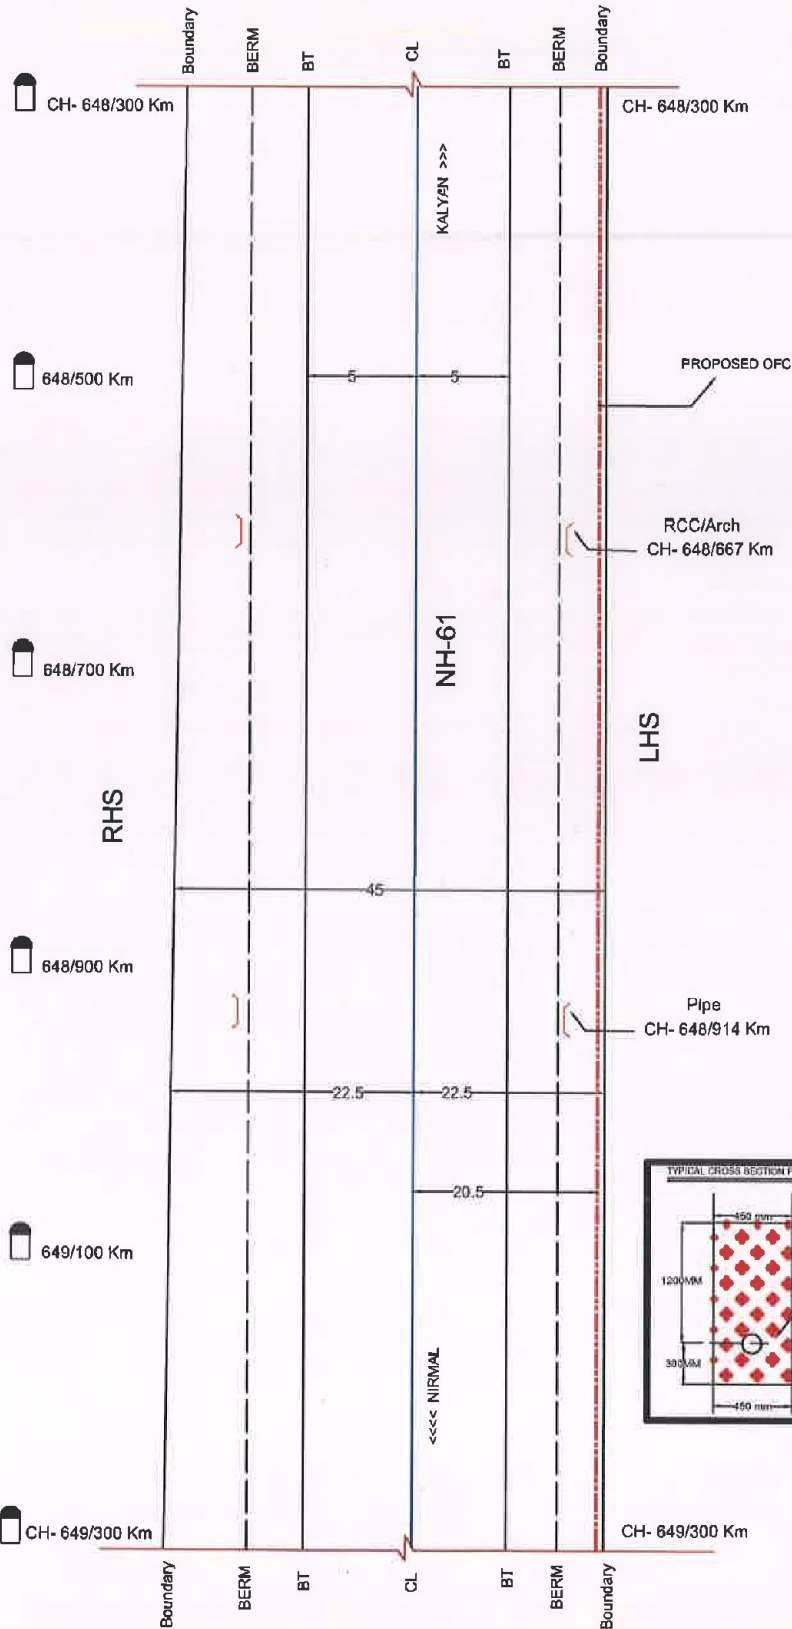 Boundary
BERM
BT
CL
BT
BERM
Boundary
CH- 648/300 Km
CH- 648/300 Km
KALYAN >>>
648/500 Km
5
5
PROPOSED OFC
RCC/Arch
CH- 648/667 Km
NH-61
648/700 Km
LHS
RHS
45
648/900 Km
Pipe
CH- 648/914 Km
22.5
22.5
TYPICAL CROSS SECTION
20.5
450 mm
649/100 Km
1200MM
300MM
<<<< NIRMAL
450 mm
CH- 649/300 Km
CH- 649/300 Km
Boundary
BERM
BT
CL
BT
BERM
Boundary